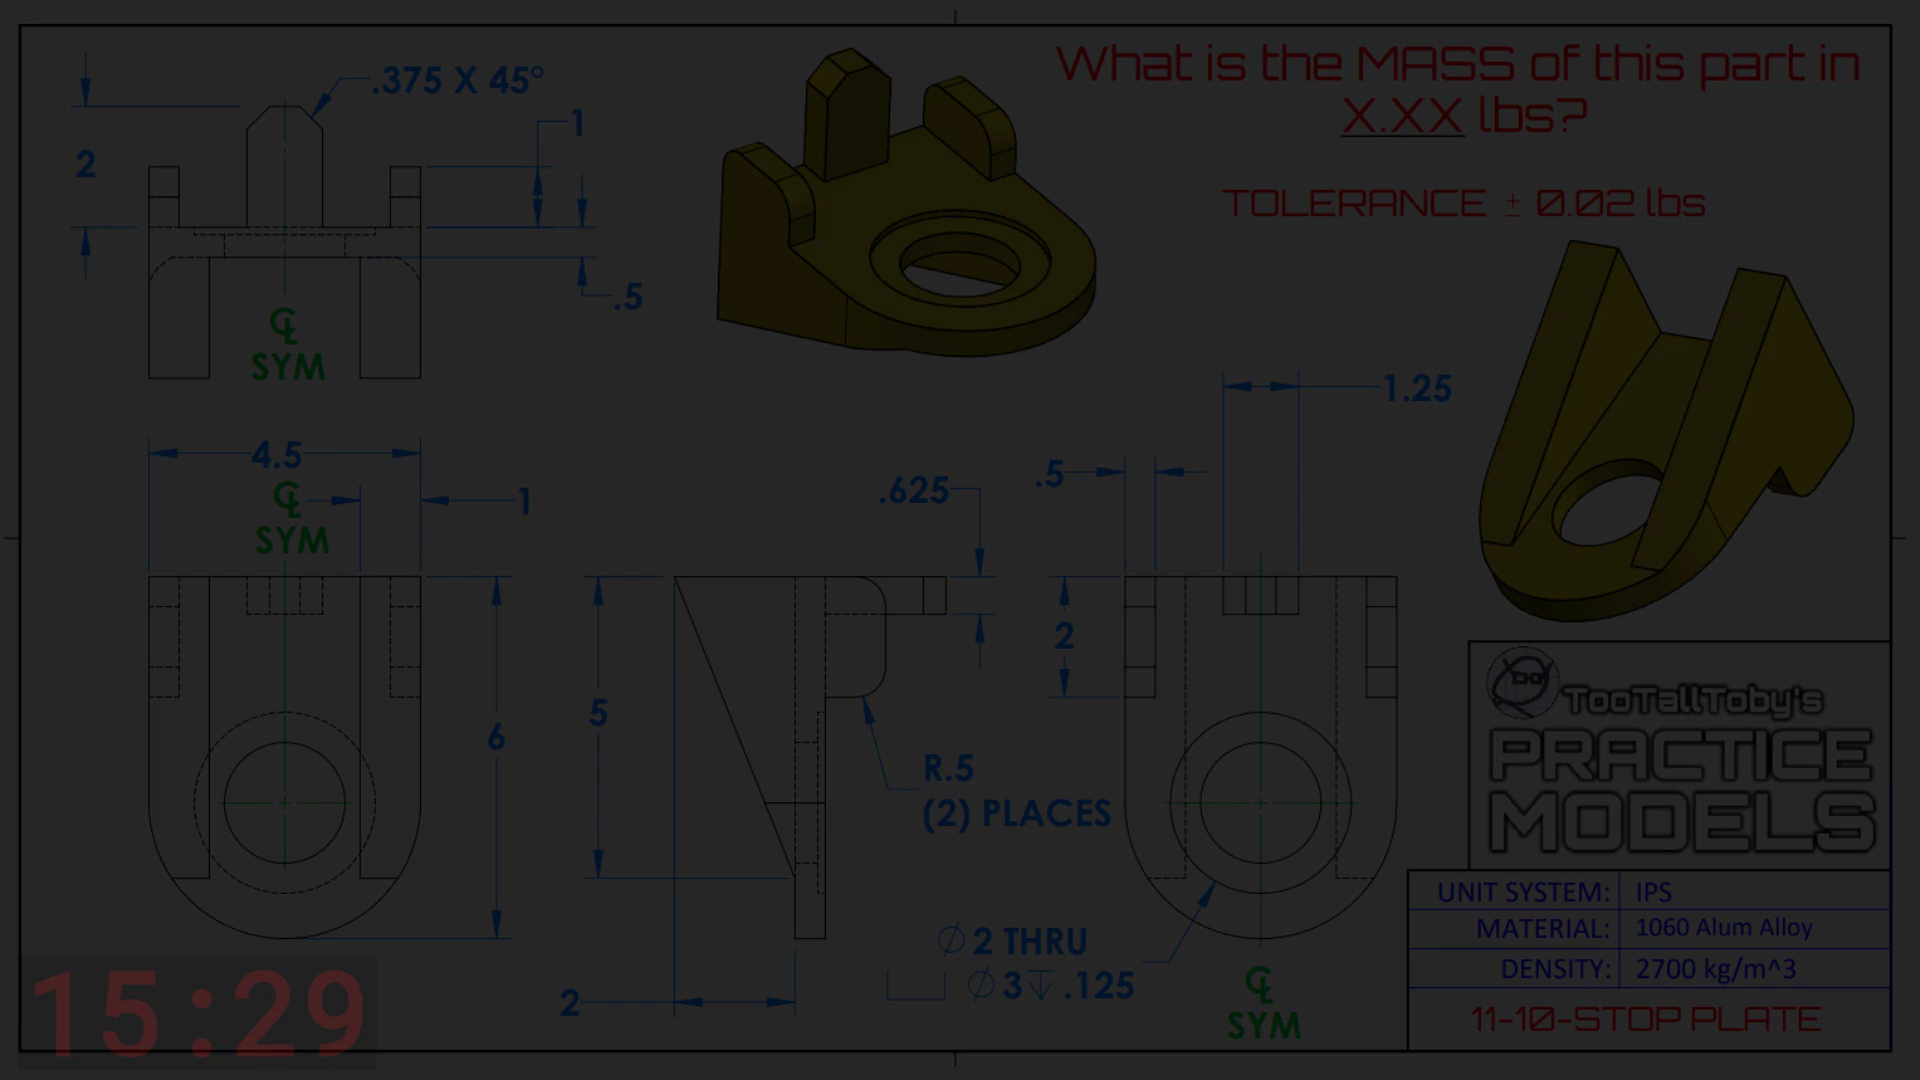 What is the MASS of this part in
X.XX lbs?
TOLERANCE ± 0.02 lbs
.375 X 45°
2
1
.5
℄
SYM
4.5
℄
SYM
1
6
.625
5
R.5
(2) PLACES
2
1.25
.5
2
⌀ 2 THRU
⌴ ⌀ 3 ↧ .125
℄
SYM
TooTallToby's
PRACTICE
MODELS
UNIT SYSTEM: IPS
MATERIAL: 1060 Alum Alloy
DENSITY: 2700 kg/m^3
11-10-STOP PLATE
15:29